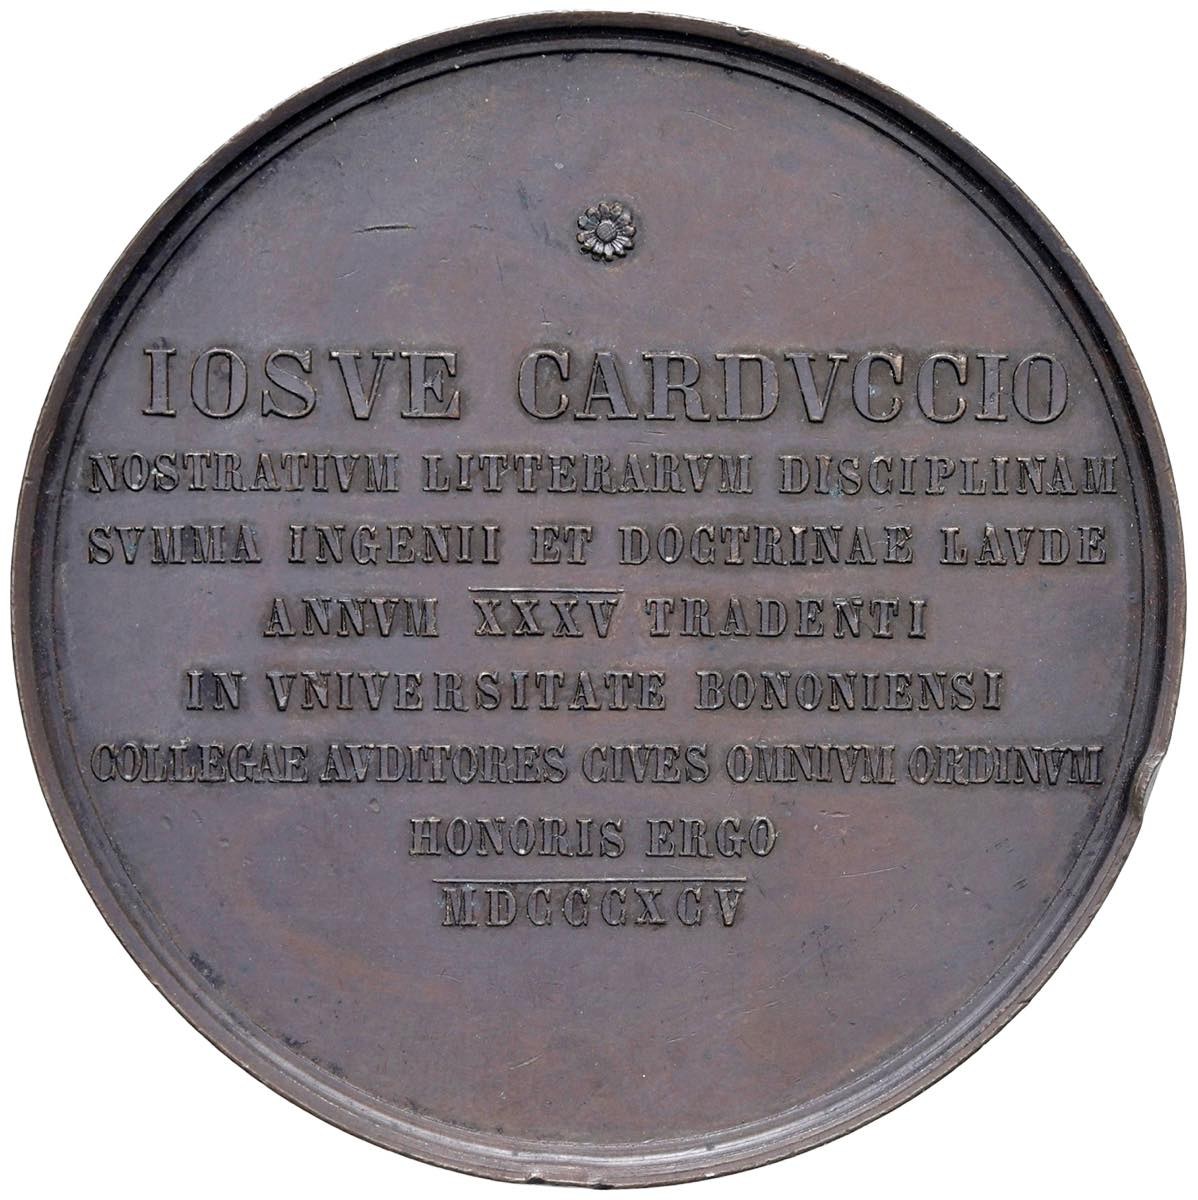 IOSVE CARDVCCIO
NOSTRATIVM LITTERARVM DISCIPLINAM
SVMMA INGENII ET DOCTRINAE LAVDE
ANNVM XXXV TRADENTI
IN VNIVERSITATE BONONIENSI
COLLEGAE AVDITORES CIVES OMNIVM ORDINVM
HONORIS ERGO
MDCCCXCV